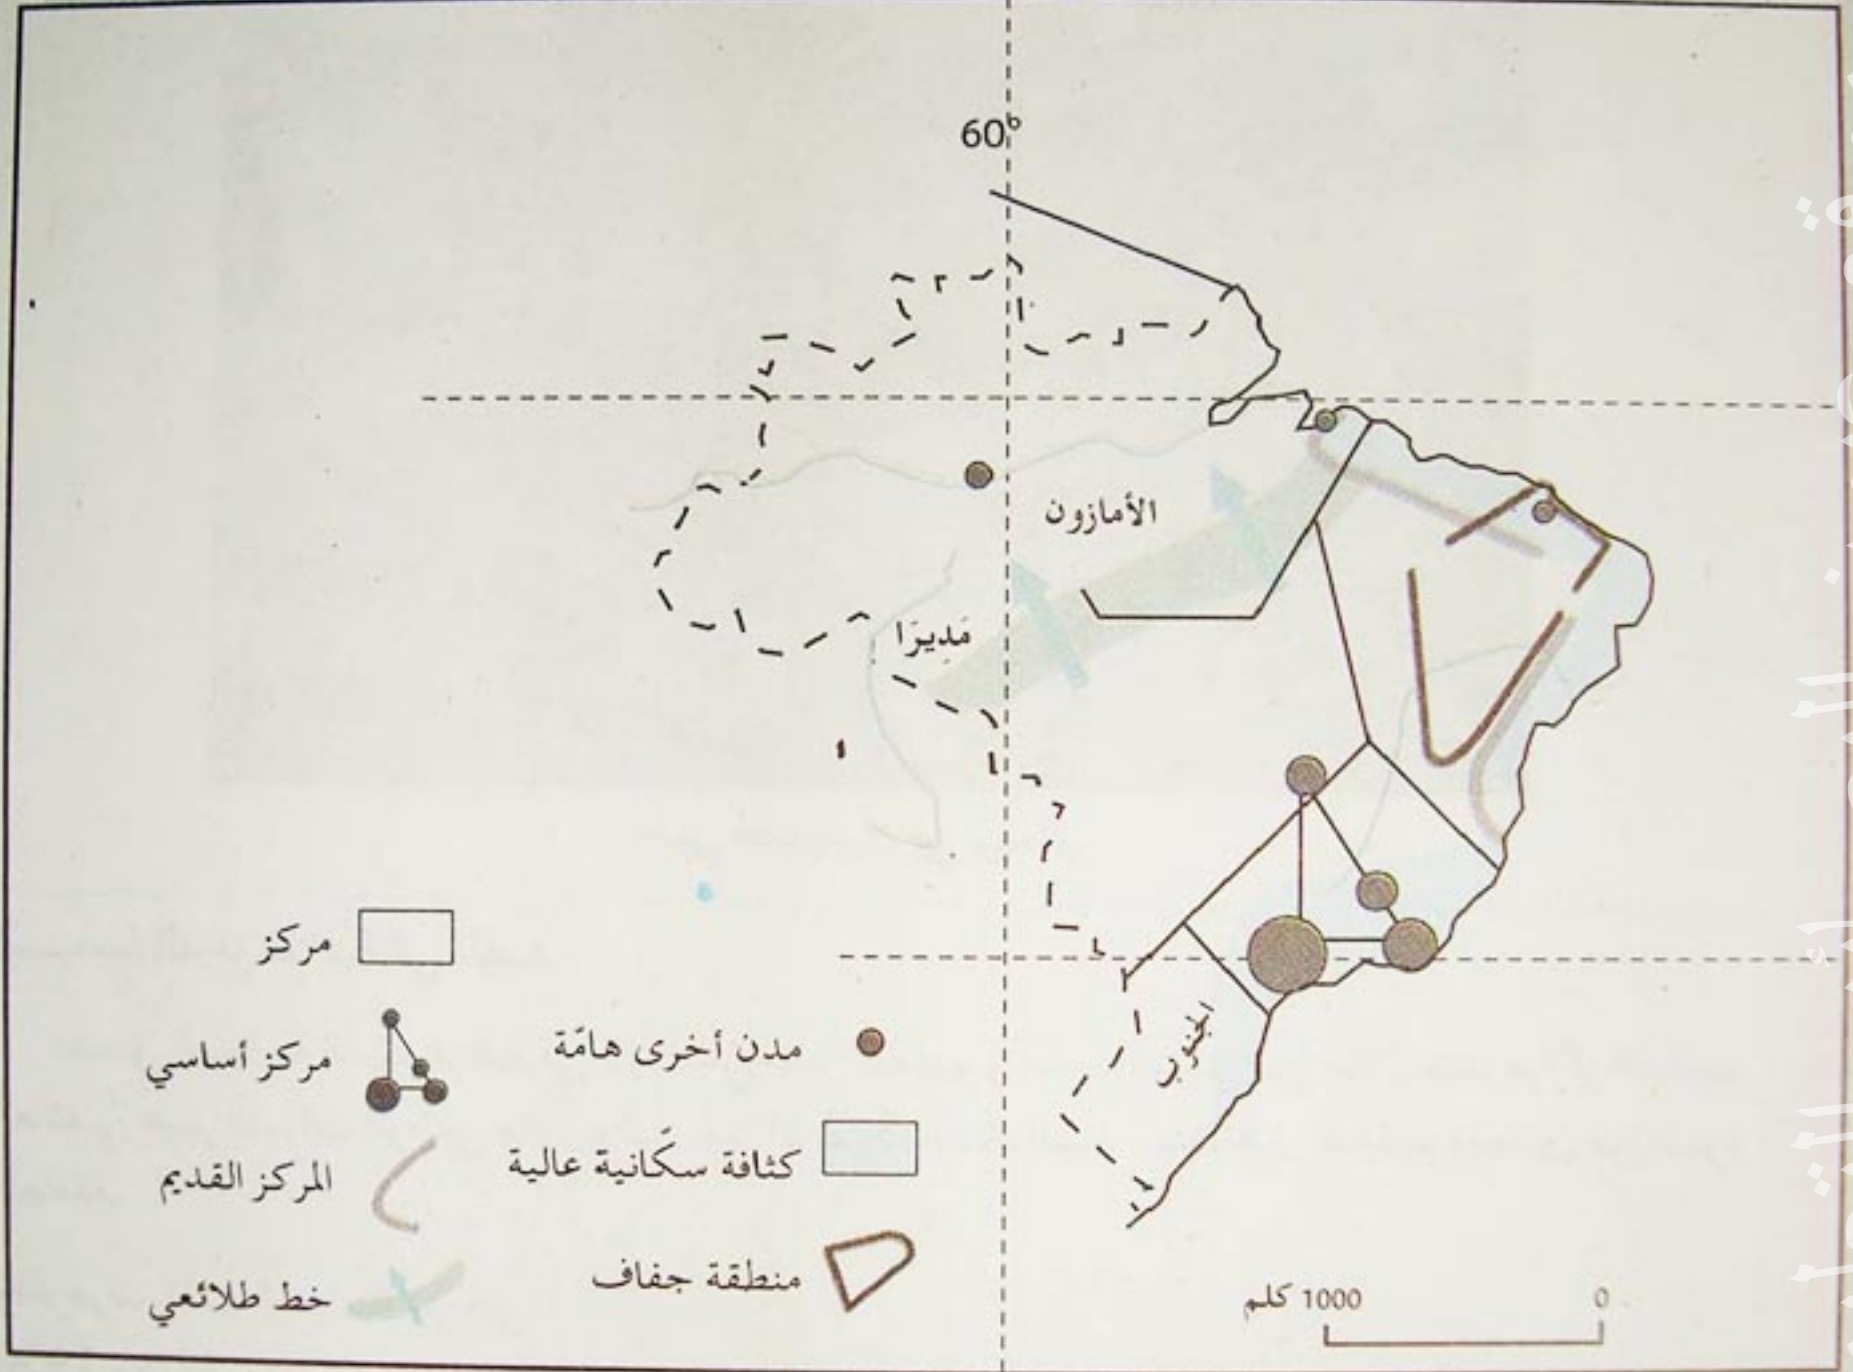 60°
الأمازون
مَديرَا
الجنوب
مركز
مركز أساسي
المركز القديم
خط طلائعي
مدن أخرى هامّة
كثافة سكّانية عالية
منطقة جفاف
1000 كلم
0